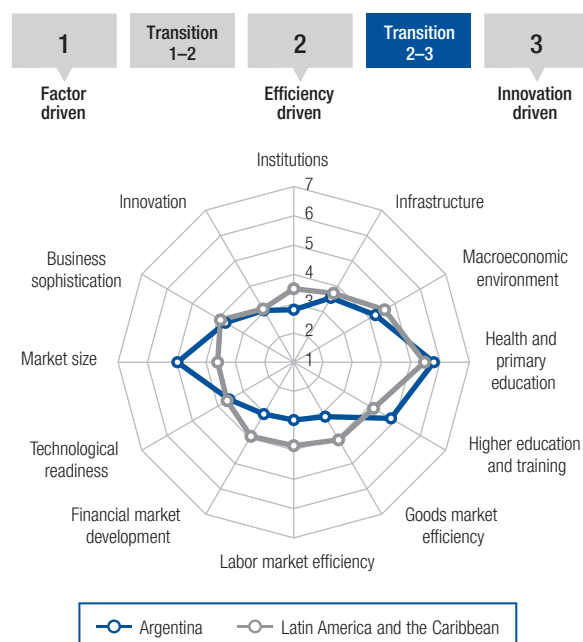 1
Transition
1–2
2
Transition
2–3
3
Factor
driven
Efficiency
driven
Innovation
driven
Institutions
7
Innovation
6
Infrastructure
5
Business
sophistication
4
Macroeconomic
environment
3
2
Market size
1
Health and
primary
education
Technological
readiness
Higher education
and training
Financial market
development
Goods market
efficiency
Labor market efficiency
Argentina
Latin America and the Caribbean